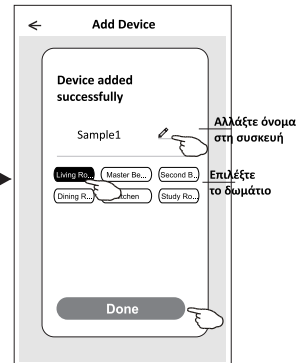 Add Device
Device added
successfully
Sample1
Αλλάξτε όνομα
στη συσκευή
Living Ro...
Master Be...
Second B...
Επιλέξτε
το δωμάτιο
Dining R...
Study Ro...
Done